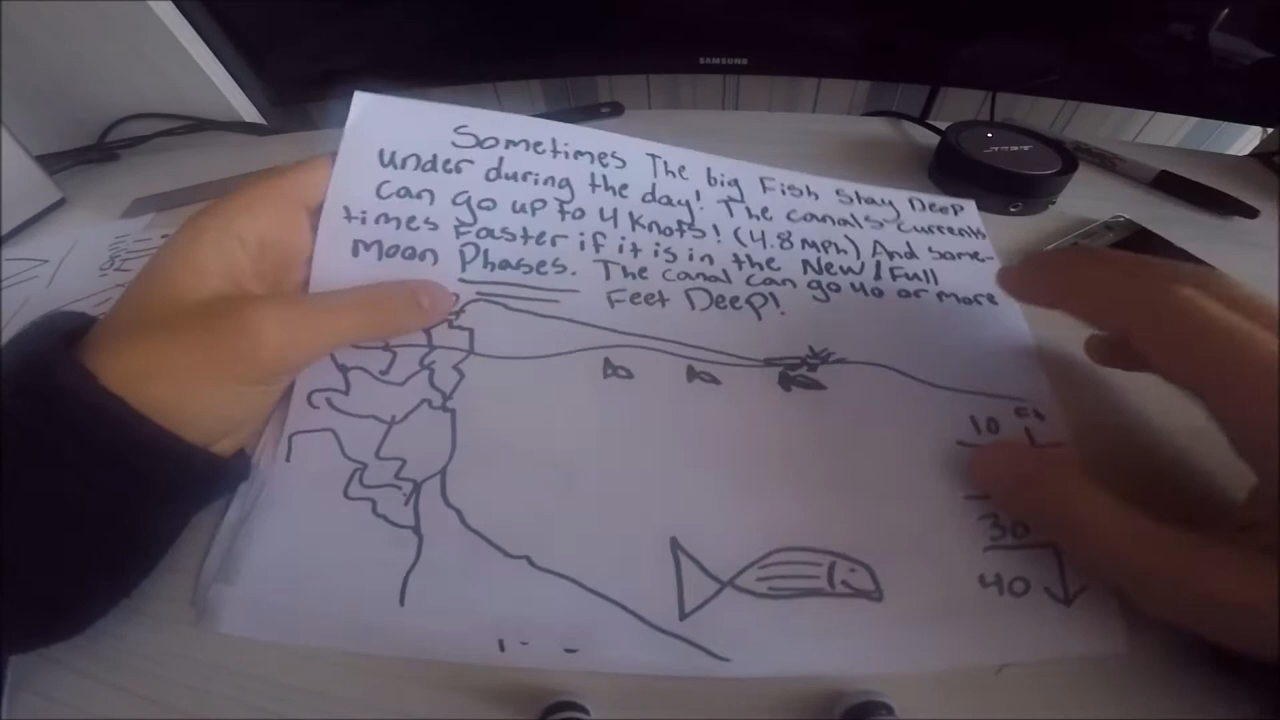 SAMSUNG
Sometimes The big Fish Stay Deep
under during the day! The canals currents
can go up to 4 Knots! (4.8 mph) And some-
times Faster if it is in the New/Full
Moon Phases. The canal can go 40 or more
Feet Deep!
10 Ft
30
40